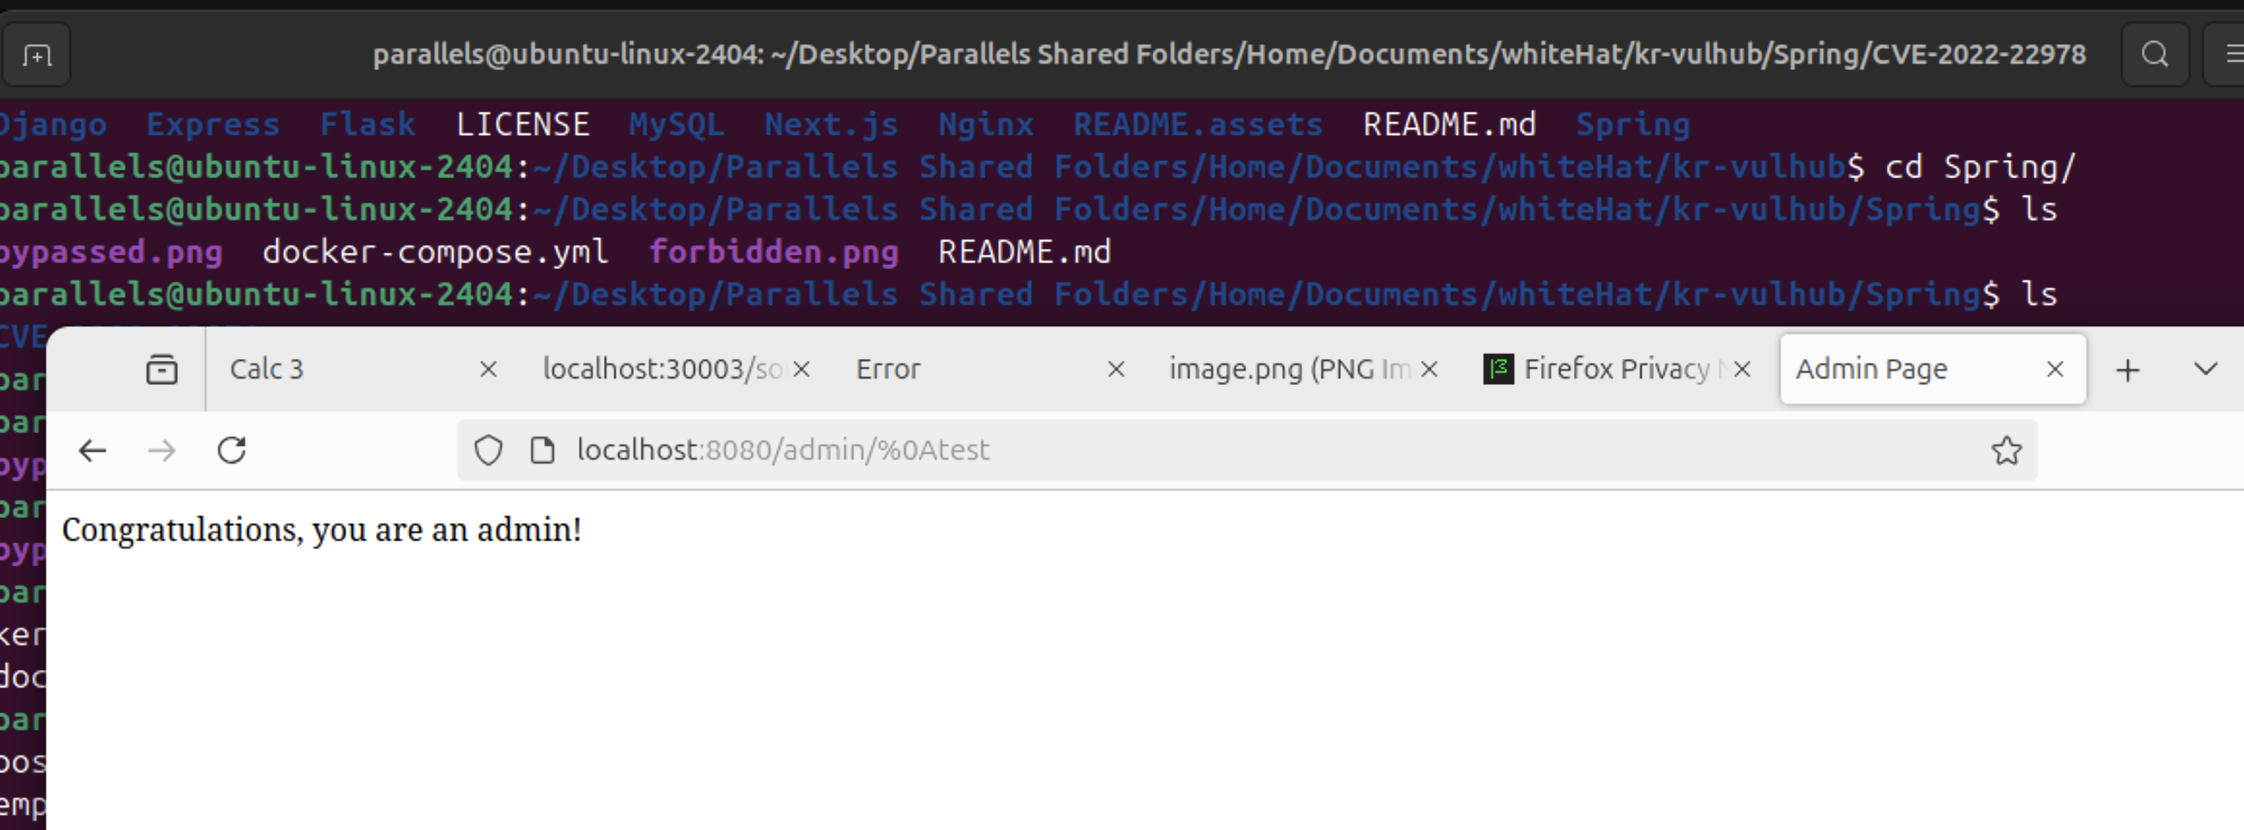 parallels@ubuntu-linux-2404: ~/Desktop/Parallels Shared Folders/Home/Documents/whiteHat/kr-vulhub/Spring/CVE-2022-22978
Django Express Flask LICENSE MySQL Next.js Nginx README.assets README.md Spring
parallels@ubuntu-linux-2404:~/Desktop/Parallels Shared Folders/Home/Documents/whiteHat/kr-vulhub$ cd Spring/
parallels@ubuntu-linux-2404:~/Desktop/Parallels Shared Folders/Home/Documents/whiteHat/kr-vulhub/Spring$ ls
bypassed.png docker-compose.yml forbidden.png README.md
parallels@ubuntu-linux-2404:~/Desktop/Parallels Shared Folders/Home/Documents/whiteHat/kr-vulhub/Spring$ ls
CVE
Calc 3 localhost:30003/so Error image.png (PNG Im Firefox Privacy Admin Page
par
localhost:8080/admin/%0Atest
par
byp
par
Congratulations, you are an admin!
byp
par
ker
doc
par
pos
emp